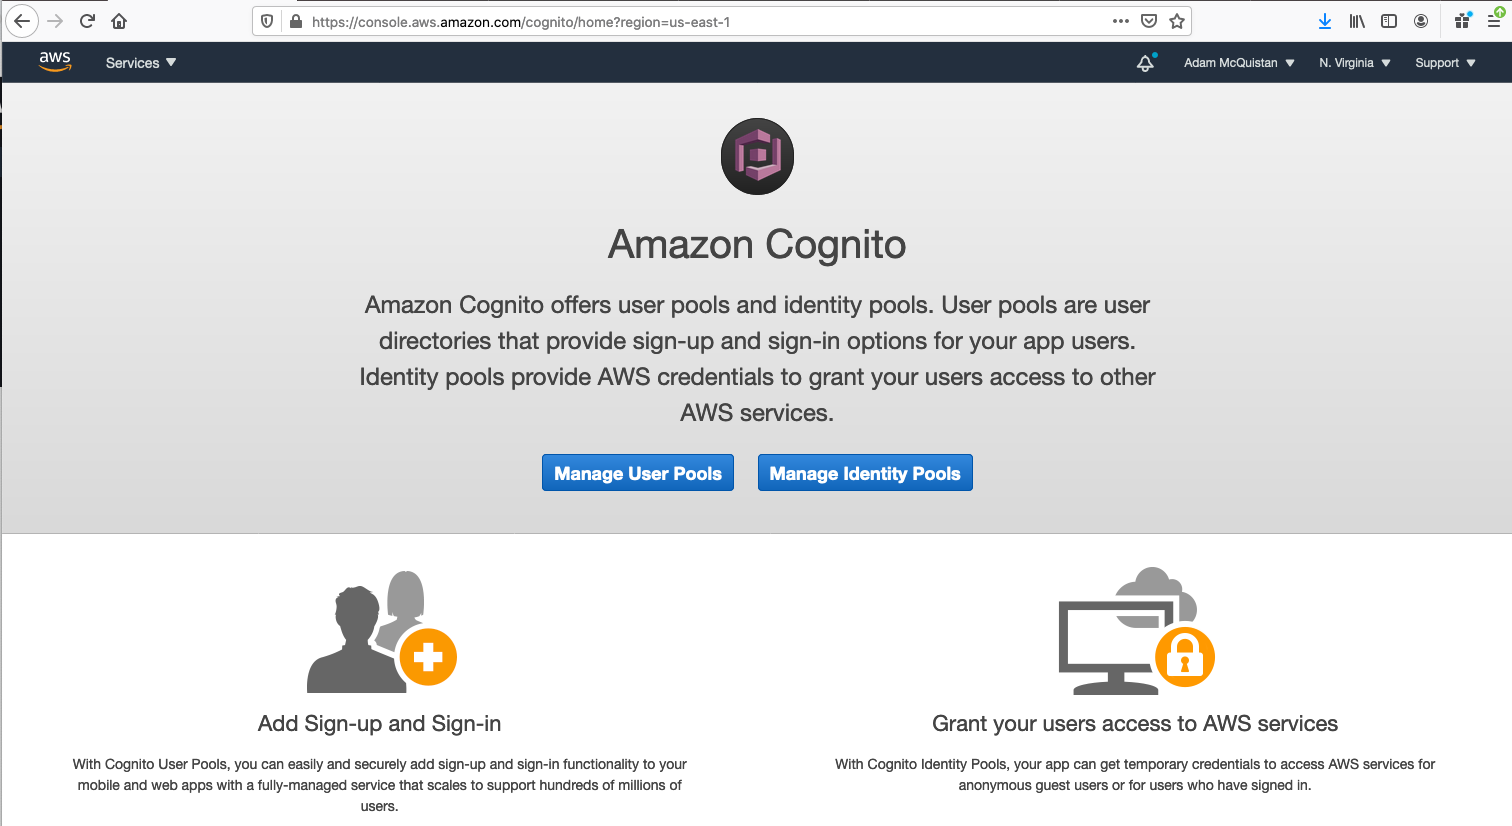 https://console.aws.amazon.com/cognito/home?region=us-east-1
aws
Services
Adam McQuistan
N. Virginia
Support
Amazon Cognito
Amazon Cognito offers user pools and identity pools. User pools are user
directories that provide sign-up and sign-in options for your app users.
Identity pools provide AWS credentials to grant your users access to other
AWS services.
Manage User Pools
Manage Identity Pools
Add Sign-up and Sign-in
With Cognito User Pools, you can easily and securely add sign-up and sign-in functionality to your
mobile and web apps with a fully-managed service that scales to support hundreds of millions of
users.
Grant your users access to AWS services
With Cognito Identity Pools, your app can get temporary credentials to access AWS services for
anonymous guest users or for users who have signed in.